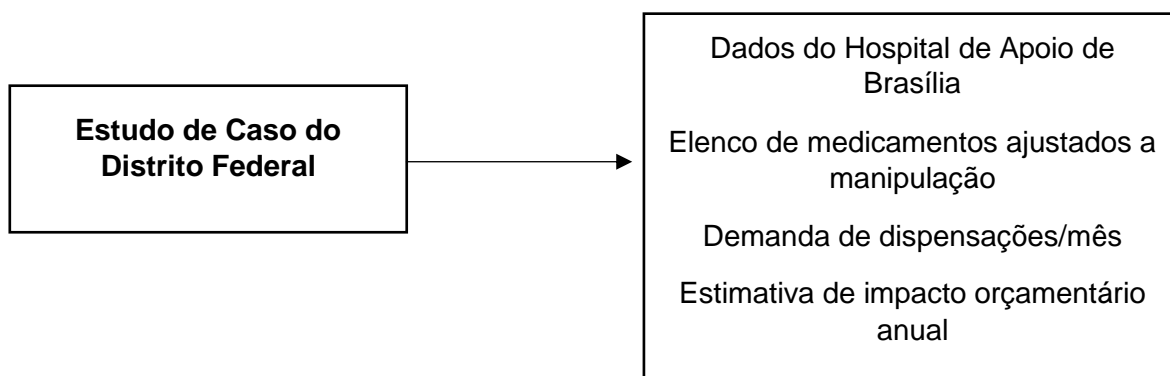 Estudo de Caso do
Distrito Federal
Dados do Hospital de Apoio de
Brasília
Elenco de medicamentos ajustados a
manipulação
Demanda de dispensações/mês
Estimativa de impacto orçamentário
anual